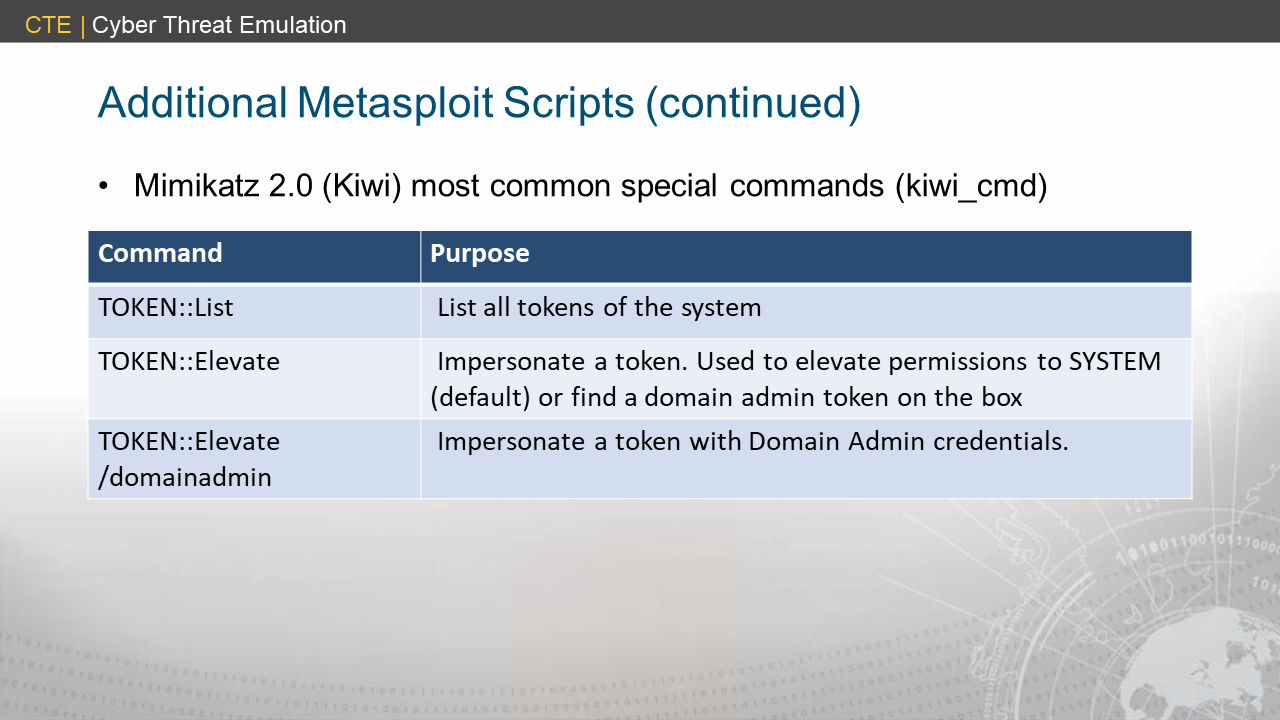 CTE | Cyber Threat Emulation
Additional Metasploit Scripts (continued)
• Mimikatz 2.0 (Kiwi) most common special commands (kiwi_cmd)
Command Purpose
TOKEN::List List all tokens of the system
TOKEN::Elevate Impersonate a token. Used to elevate permissions to SYSTEM
(default) or find a domain admin token on the box
TOKEN::Elevate Impersonate a token with Domain Admin credentials.
/domainadmin